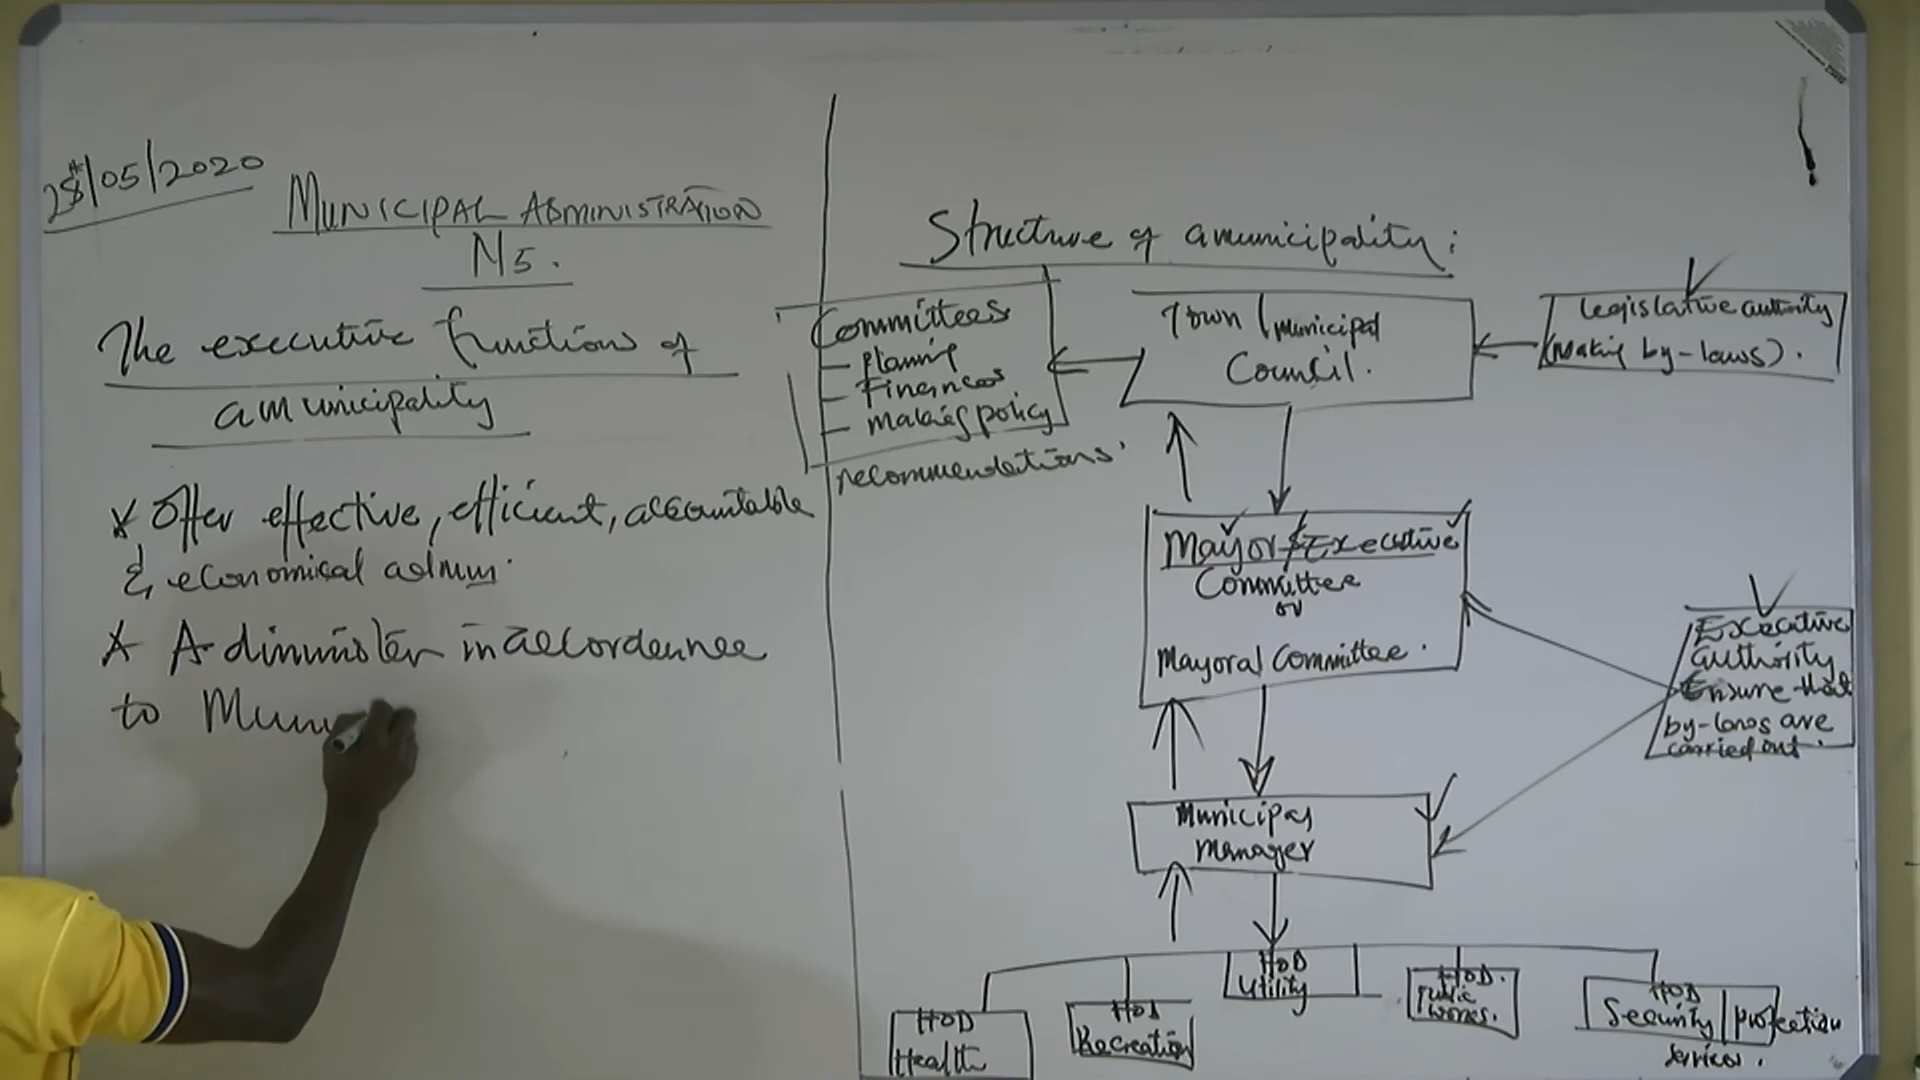 28th/05/2020
MUNICIPAL ADMINISTRATION
N5.
The executive functions of
a municipality
* Offer effective, efficient, accountable
& economical admin.
* Adiminister in accordance
to Muni
Structure of a municipality:
Committees
- planning
- Finances
- makes policy
recommendations.
Town / Municipal
Council.
Legislative authority
(Making by-laws).
Mayor / Executive
Committee
or
Mayoral Committee.
Executive
authority
Ensure that
by-laws are
carried out.
Municipal
Manager
HOD
Health
HOD
Recreation
HOD
Utility
HOD.
Public
works.
HOD
Security / protection
services.